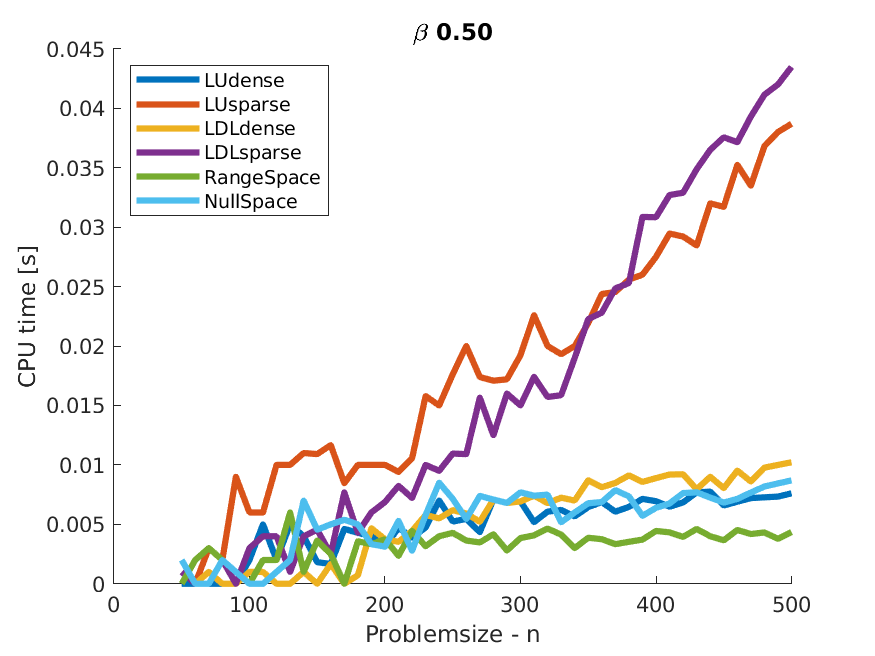 β 0.50
0.045
0.04
0.035
0.03
0.025
0.02
0.015
0.01
0.005
0
CPU time [s]
LUdense
LUsparse
LDLdense
LDLsparse
RangeSpace
NullSpace
0 100 200 300 400 500
Problemsize - n